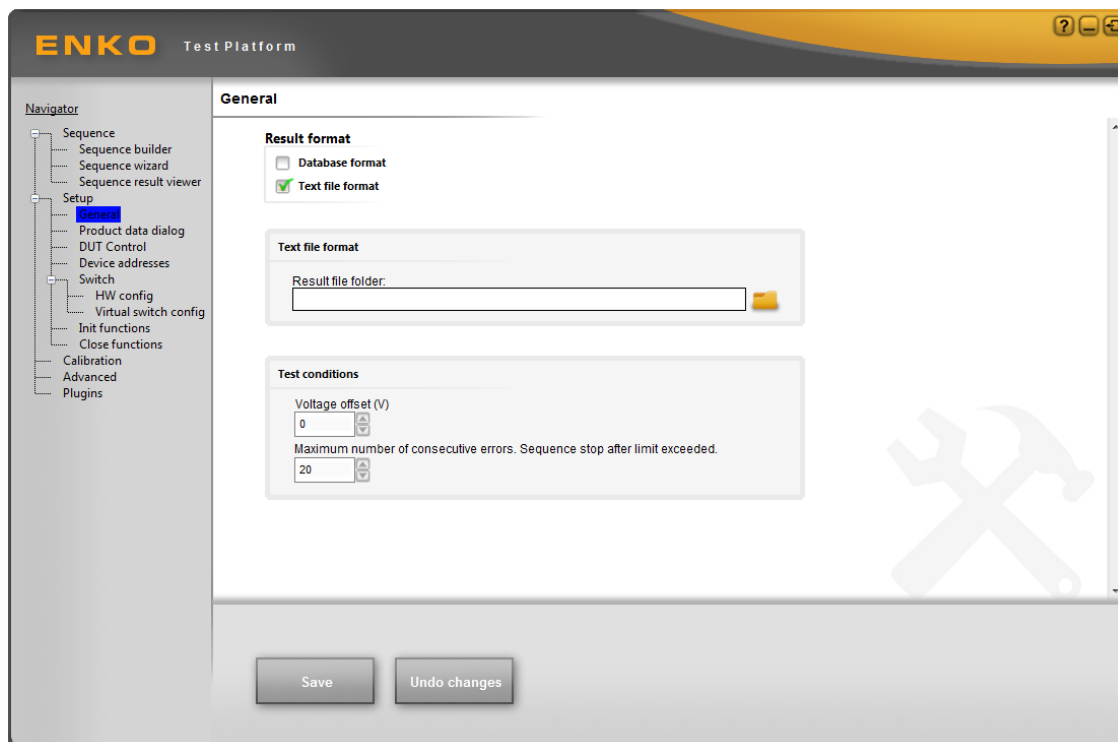 ENKO Test Platform
?
Navigator
Sequence
Sequence builder
Sequence wizard
Sequence result viewer
Setup
General
Product data dialog
DUT Control
Device addresses
Switch
HW config
Virtual switch config
Init functions
Close functions
Calibration
Advanced
Plugins
General
Result format
Database format
Text file format
Text file format
Result file folder:
Test conditions
Voltage offset (V)
0
Maximum number of consecutive errors. Sequence stop after limit exceeded.
20
Save
Undo changes